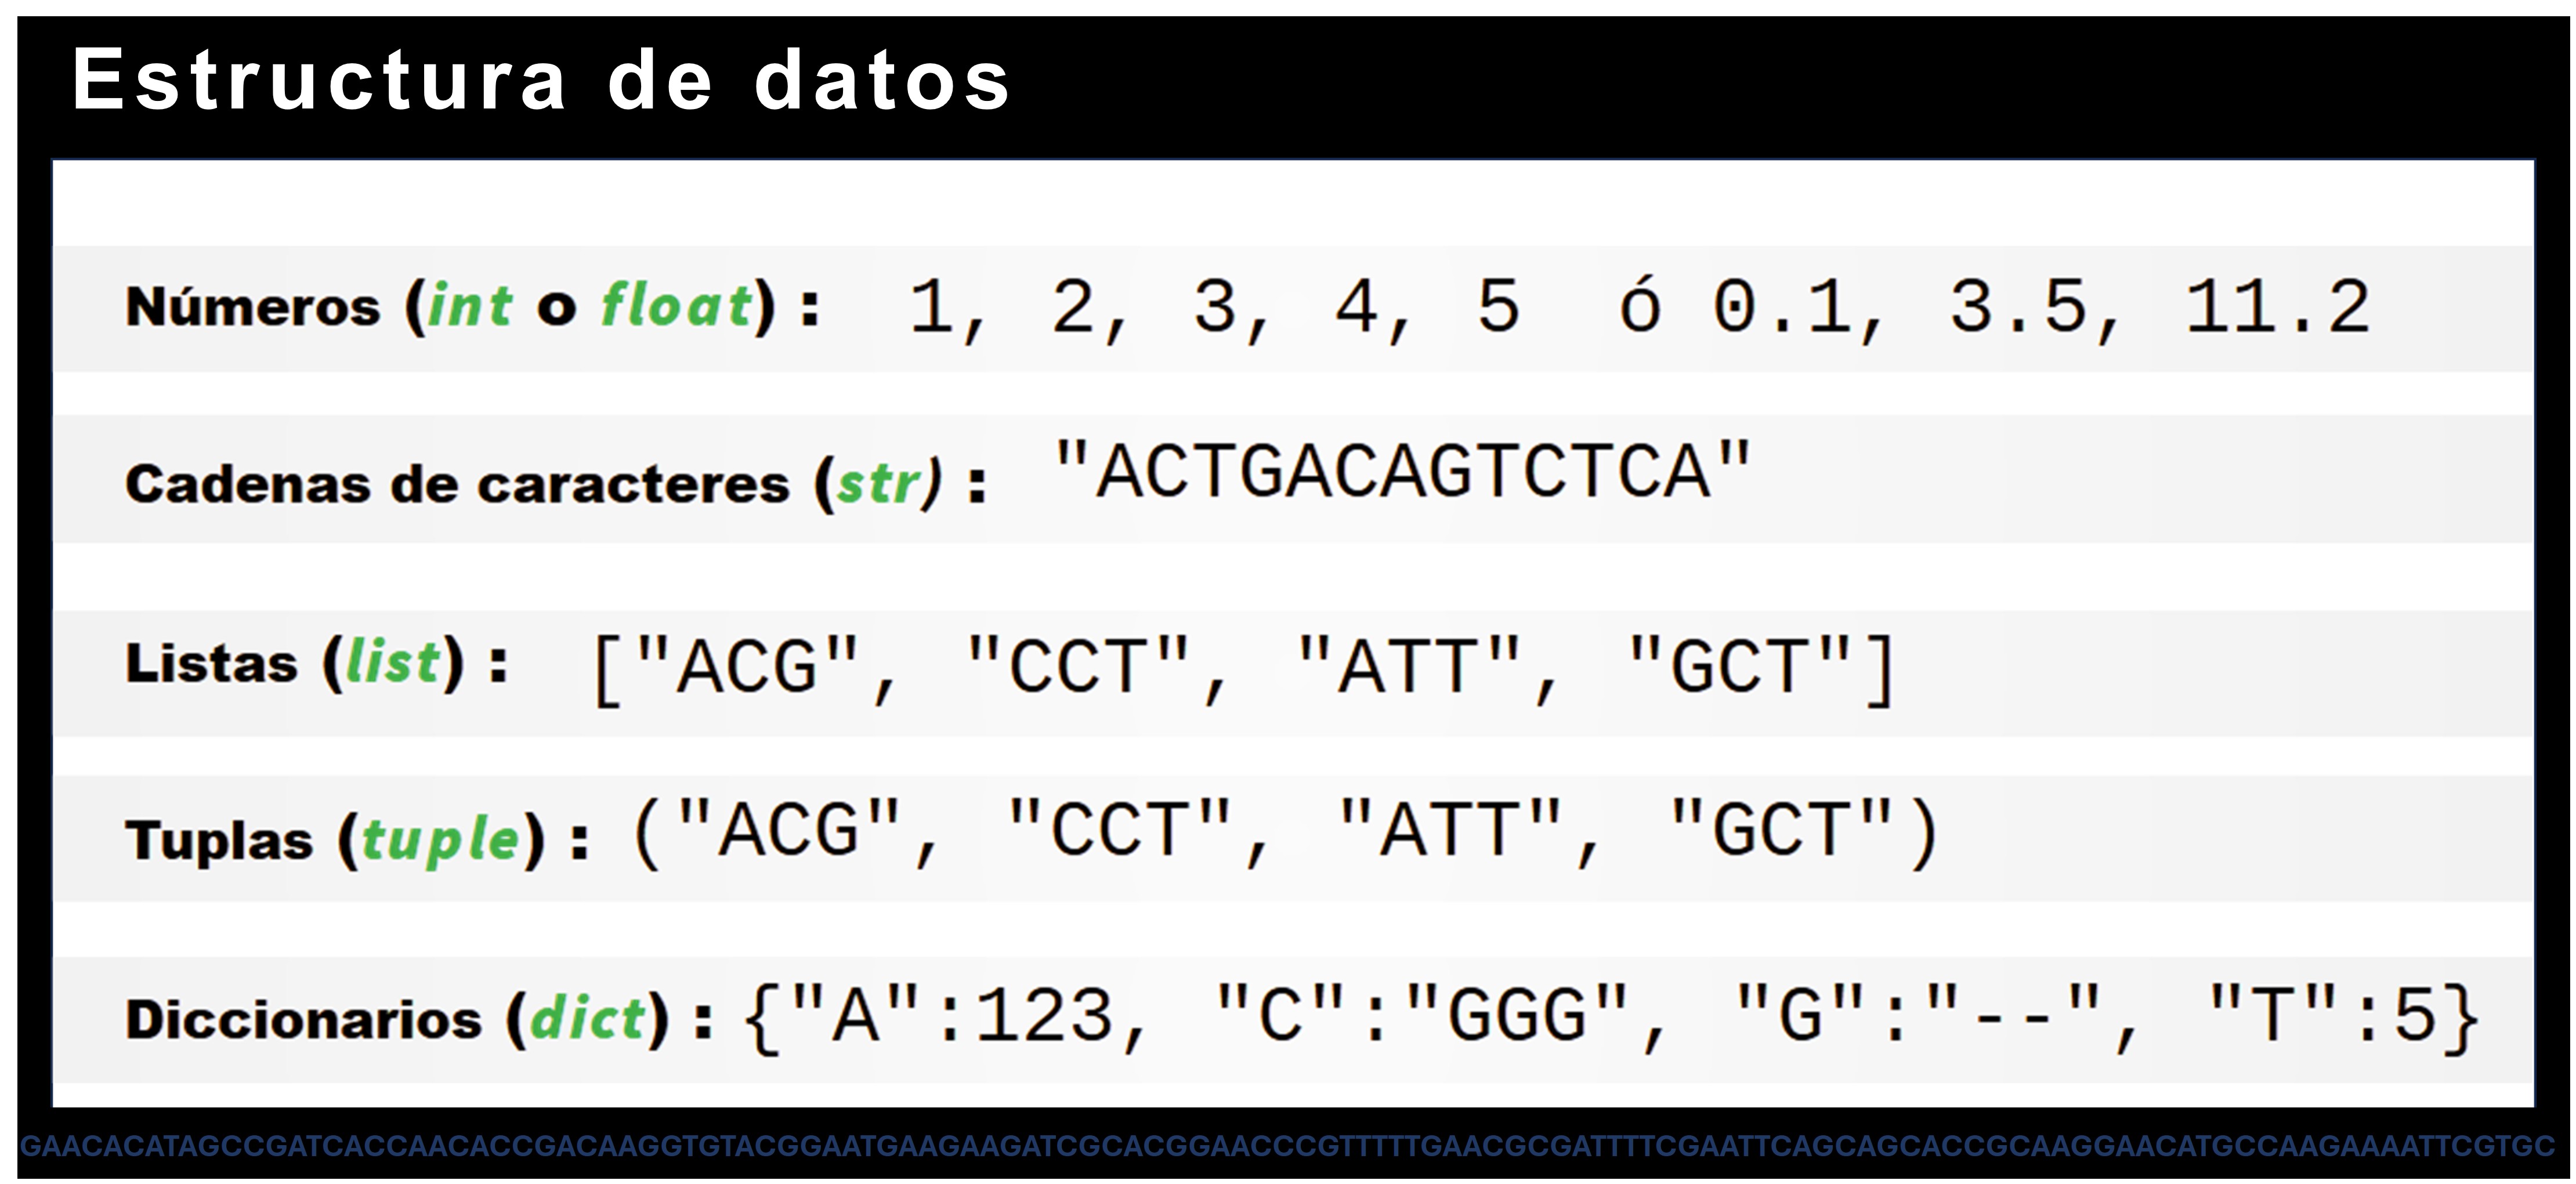 Estructura de datos
Números (int o float) : 1, 2, 3, 4, 5 ó 0.1, 3.5, 11.2
Cadenas de caracteres (str) : "ACTGACAGTCTCA"
Listas (list) : ["ACG", "CCT", "ATT", "GCT"]
Tuplas (tuple) : ("ACG", "CCT", "ATT", "GCT")
Diccionarios (dict) : {"A":123, "C":"GGG", "G":"--", "T":5}
GAACACATAGCCGATCACCAACACCGACAAGGTGTACGGAATGAAGAAGATCGCACGGAACCCGTTTTTGAACGCGATTTTCGAATTCAGCAGCACCGCAAGGAACATGCCAAGAAAATTCGTGC